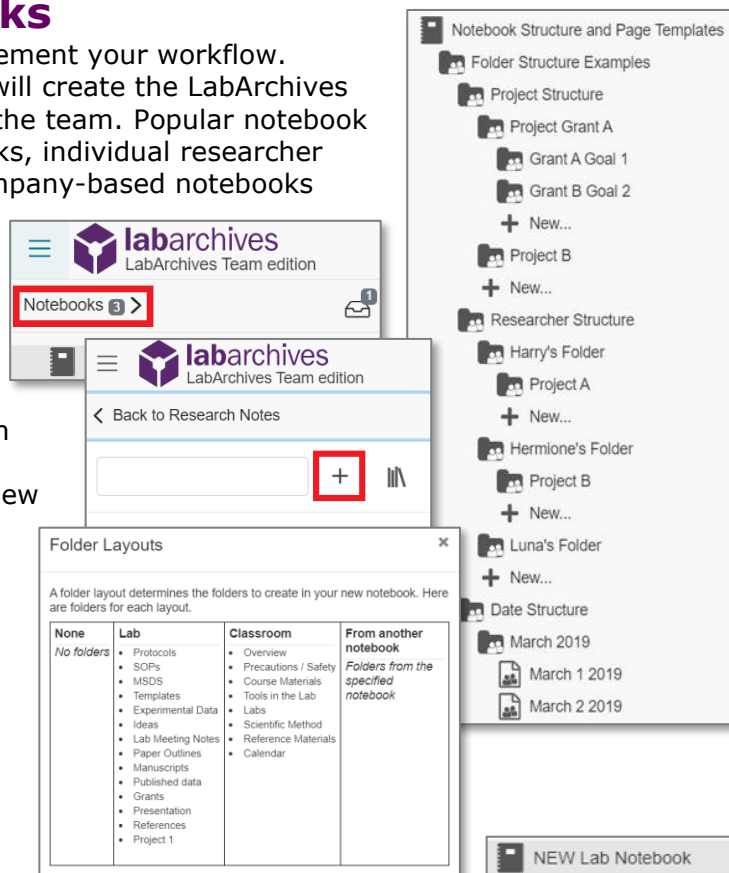 ks
ement your workflow.
will create the LabArchives
the team. Popular notebook
ks, individual researcher
mpany-based notebooks
labarchives
LabArchives Team edition
Notebooks 3
1
labarchives
LabArchives Team edition
Back to Research Notes
ew
Folder Layouts
A folder layout determines the folders to create in your new notebook. Here
are folders for each layout.
None
No folders
Lab
• Protocols
• SOPs
• MSDS
• Templates
• Experimental Data
• Ideas
• Lab Meeting Notes
• Paper Outlines
• Manuscripts
• Published data
• Grants
• Presentation
• References
• Project 1
Classroom
• Overview
• Precautions / Safety
• Course Materials
• Tools in the Lab
• Labs
• Scientific Method
• Reference Materials
• Calendar
From another
notebook
Folders from the
specified
notebook
Notebook Structure and Page Templates
Folder Structure Examples
Project Structure
Project Grant A
Grant A Goal 1
Grant B Goal 2
+ New...
Project B
+ New...
Researcher Structure
Harry's Folder
Project A
+ New...
Hermione's Folder
Project B
+ New...
Luna's Folder
+ New...
Date Structure
March 2019
March 1 2019
March 2 2019
NEW Lab Notebook